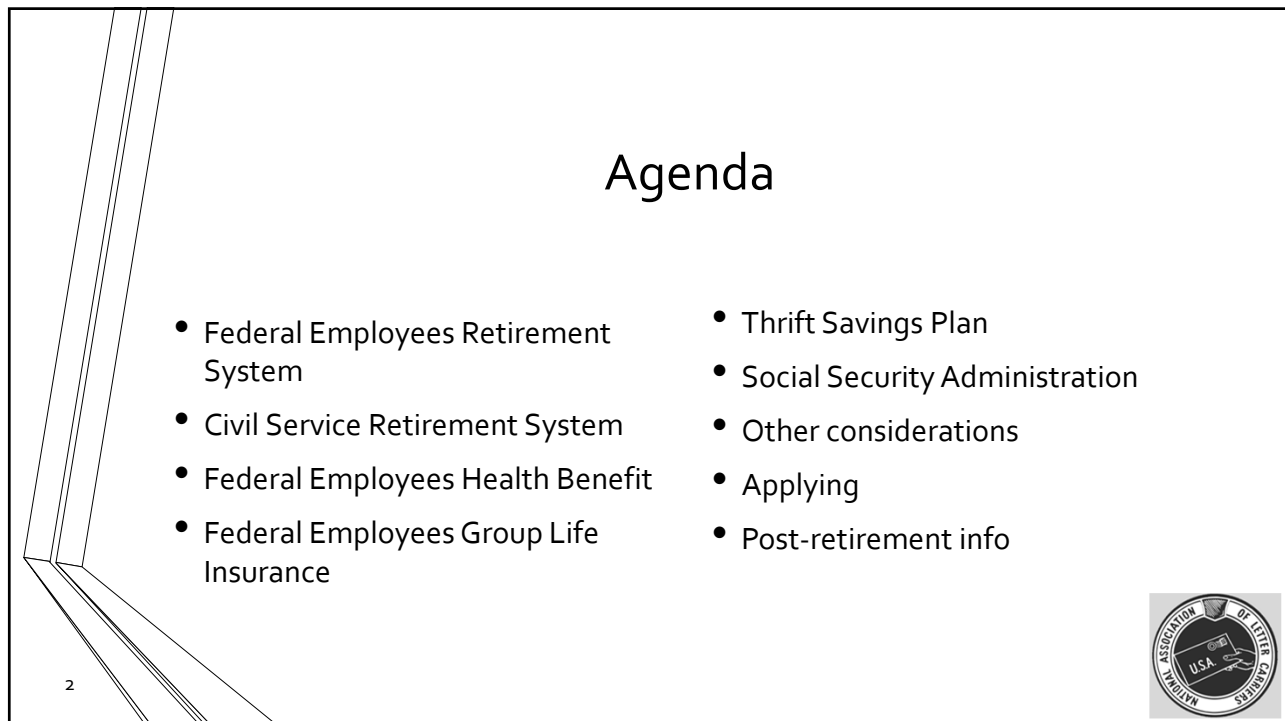 Agenda
• Federal Employees Retirement
System
• Civil Service Retirement System
• Federal Employees Health Benefit
• Federal Employees Group Life
Insurance
• Thrift Savings Plan
• Social Security Administration
• Other considerations
• Applying
• Post-retirement info
NATIONAL ASSOCIATION OF LETTER CARRIERS
U.S.A.
2